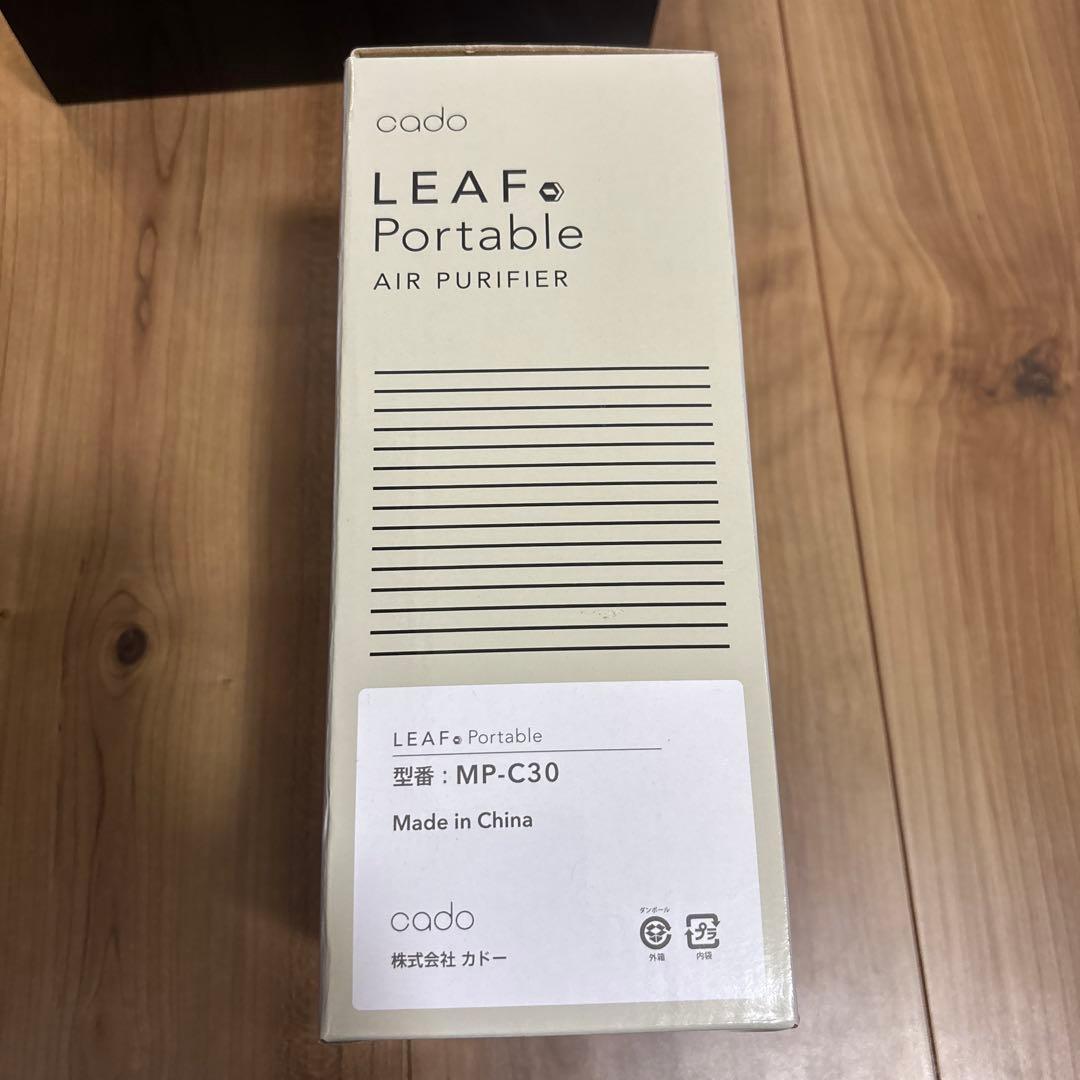 cado
LEAF
Portable
AIR PURIFIER
LEAF Portable
型番 : MP-C30
Made in China
cado
株式会社 カドー
ダンボール
外箱
プラ
内袋